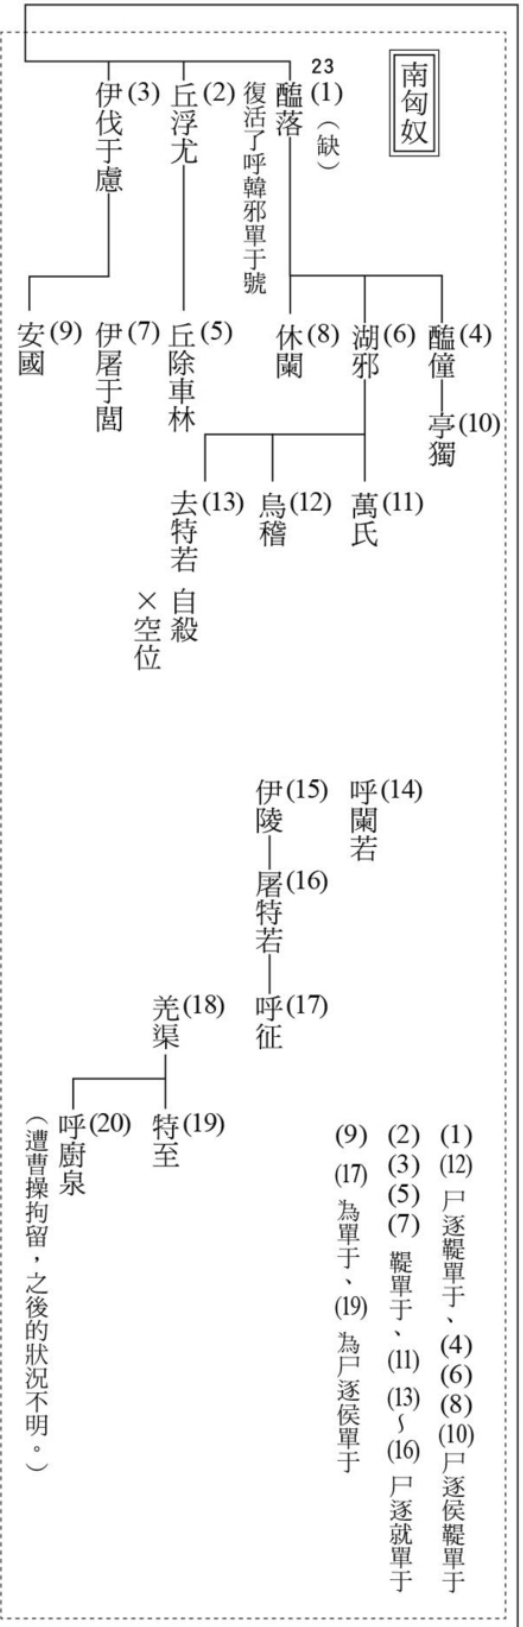 南匈奴
23
(1)（缺）
醢落
復活了呼韓邪單于號
(2)
丘浮尤
(3)
伊伐于慮
(4)
醢僮
(10)
亭獨
(6)
湖邪
(8)
休闌
(5)
丘除車林
(7)
伊屠于閭
(9)
安國
(11)
萬氏
(12)
烏稽
(13)
去特若 自殺
×空位
(14)
呼闌若
(15)
伊陵
(16)
屠特若
(17)
呼征
(18)
羌渠
(19)
特至
(20)
呼廚泉
（遭曹操拘留，之後的狀況不明。）
(1)(12) 尸逐鞮單于、(4)(6)(8)(10)尸逐侯鞮單于
(2)(3)(5)(7) 鞮單于、(11)(13)～(16) 尸逐就單于
(9)(17) 為單于、(19) 為尸逐侯單于